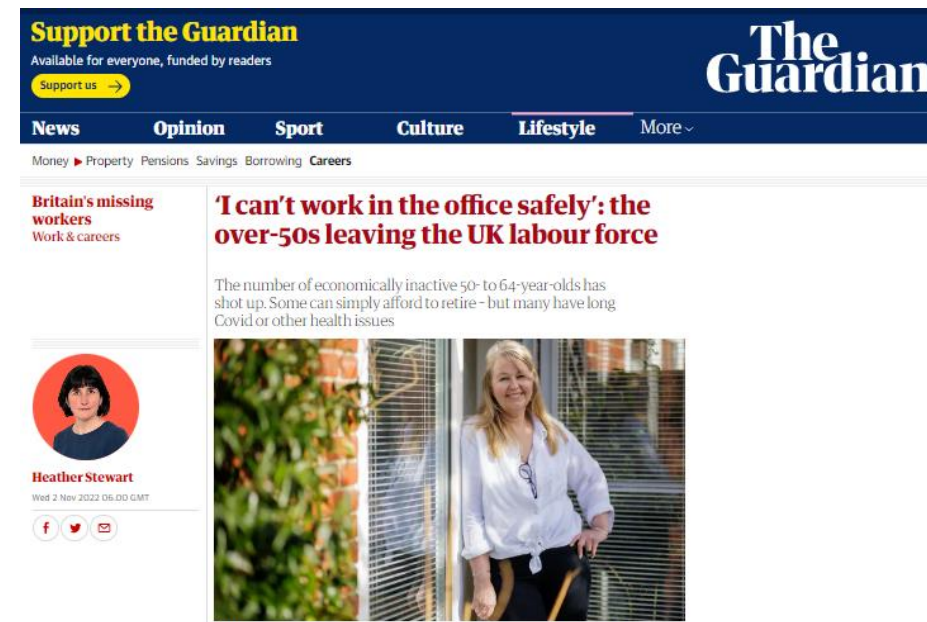 Support the Guardian
Available for everyone, funded by readers
Support us →
The
Guardian
News Opinion Sport Culture Lifestyle More
Money ▶ Property Pensions Savings Borrowing Careers
Britain's missing
workers
Work & careers
‘I can’t work in the office safely’: the
over-50s leaving the UK labour force
The number of economically inactive 50- to 64-year-olds has
shot up. Some can simply afford to retire – but many have long
Covid or other health issues
Heather Stewart
Wed 2 Nov 2022 06.00 GMT